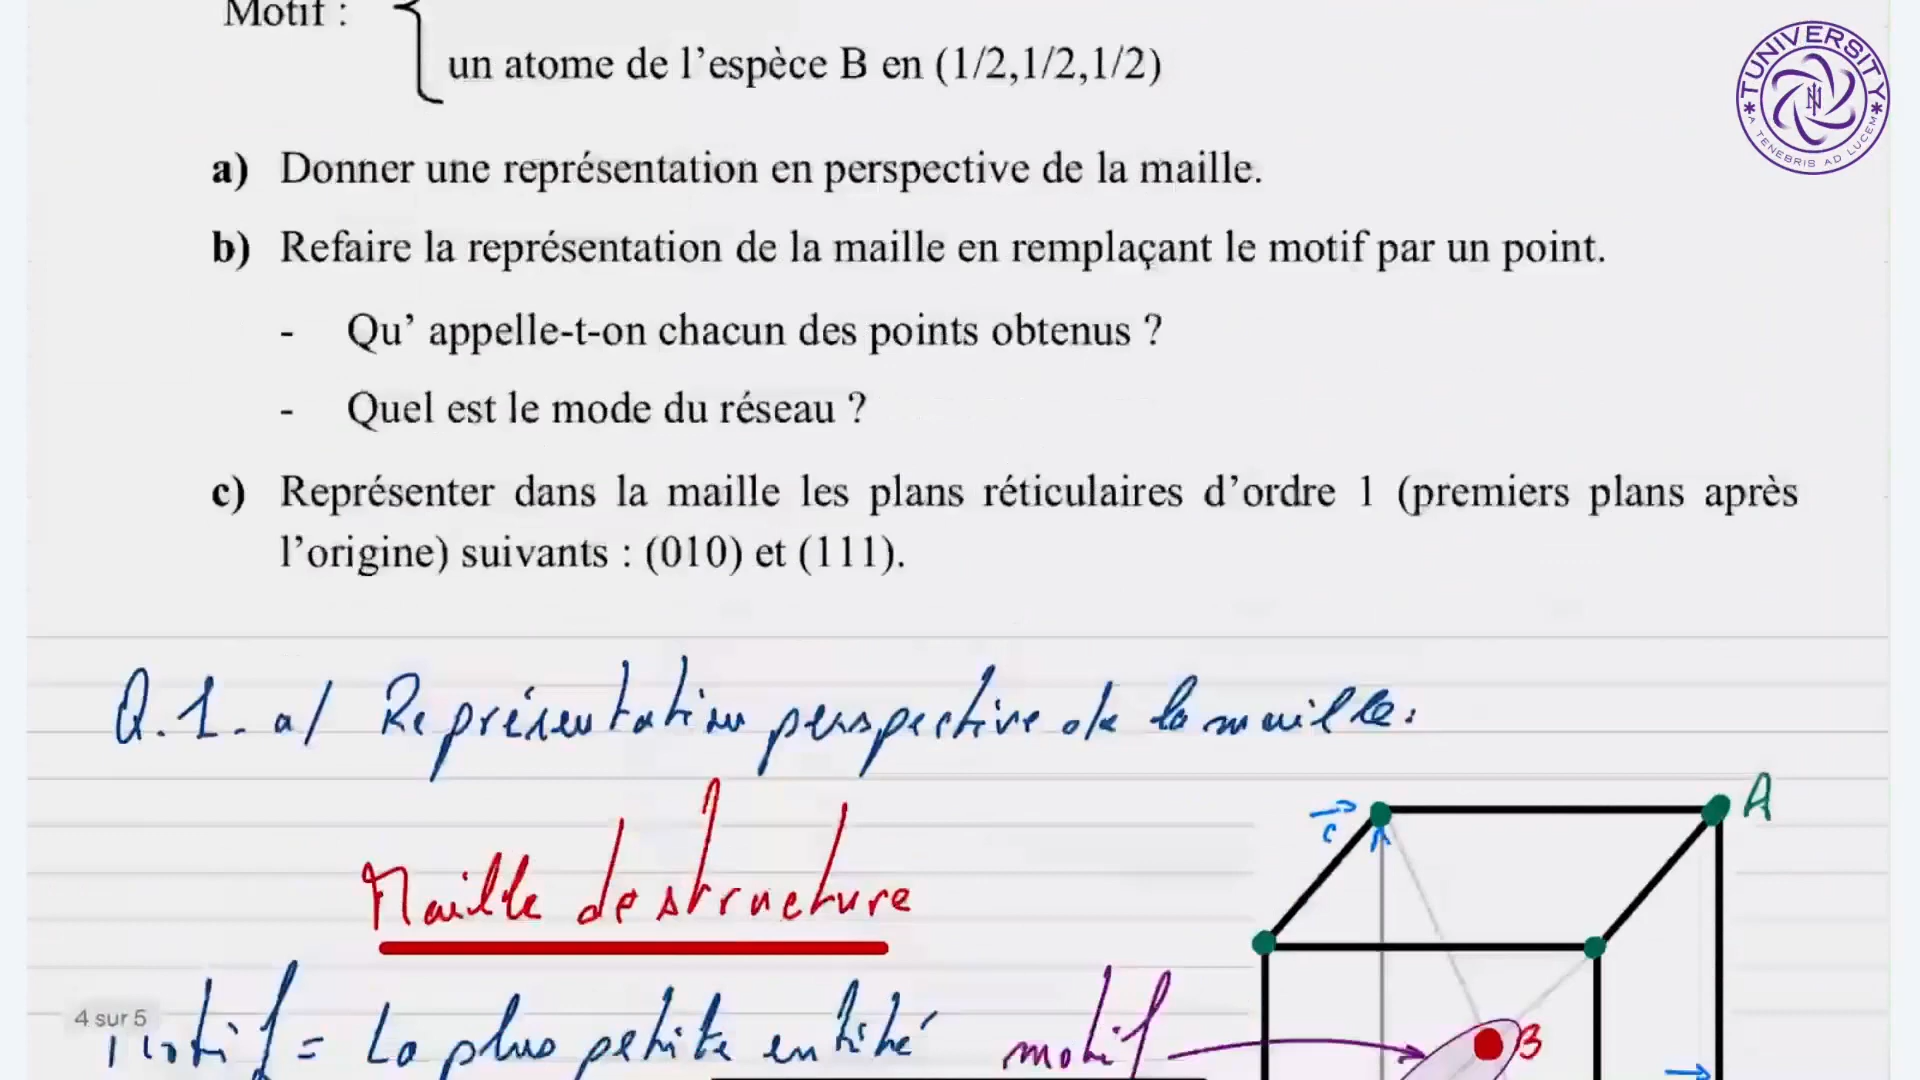 Motif :
un atome de l’espèce B en (1/2,1/2,1/2)
a) Donner une représentation en perspective de la maille.
b) Refaire la représentation de la maille en remplaçant le motif par un point.
- Qu’ appelle-t-on chacun des points obtenus ?
- Quel est le mode du réseau ?
c) Représenter dans la maille les plans réticulaires d’ordre 1 (premiers plans après
l’origine) suivants : (010) et (111).
Q.1. a/ Représentation perspective de la maille:
Maille de structure
A
c
Motif = La plus petite entité
motif
B
4 sur 5
TUNIVERSITY
A TENEBRIS AD LUCEM